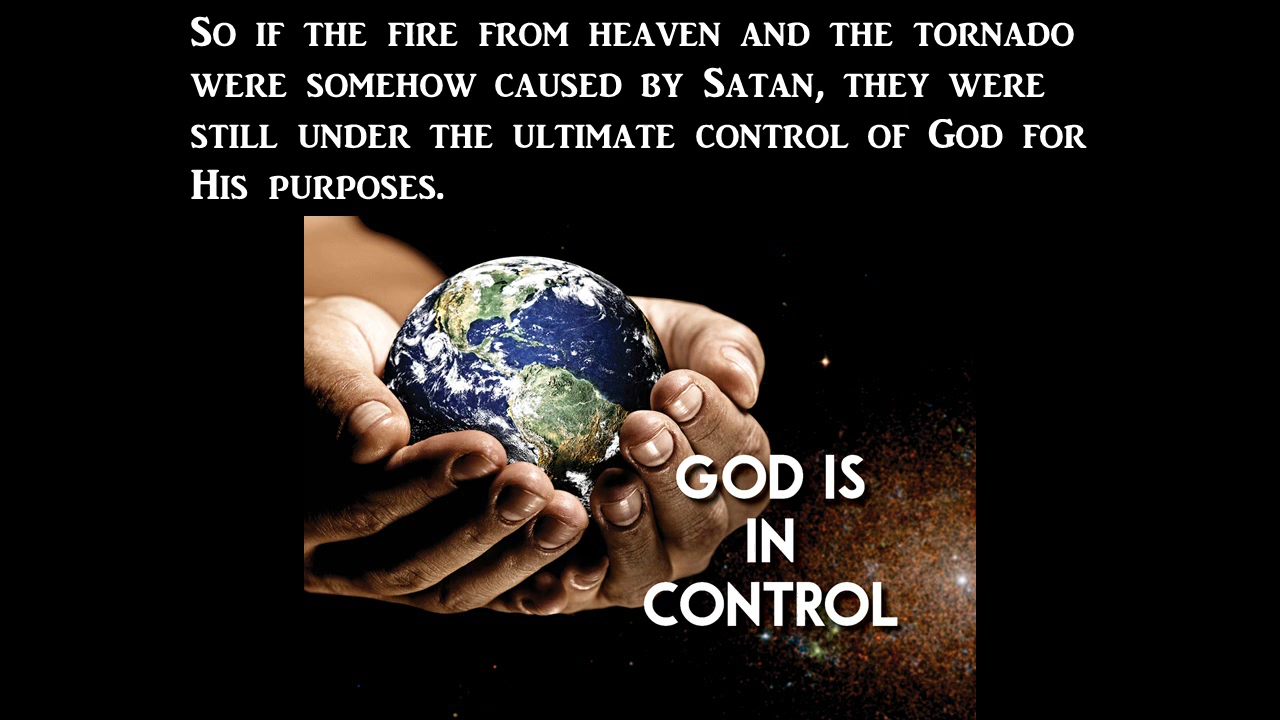 So if the fire from heaven and the tornado
were somehow caused by Satan, they were
still under the ultimate control of God for
His purposes.
GOD IS
IN
CONTROL